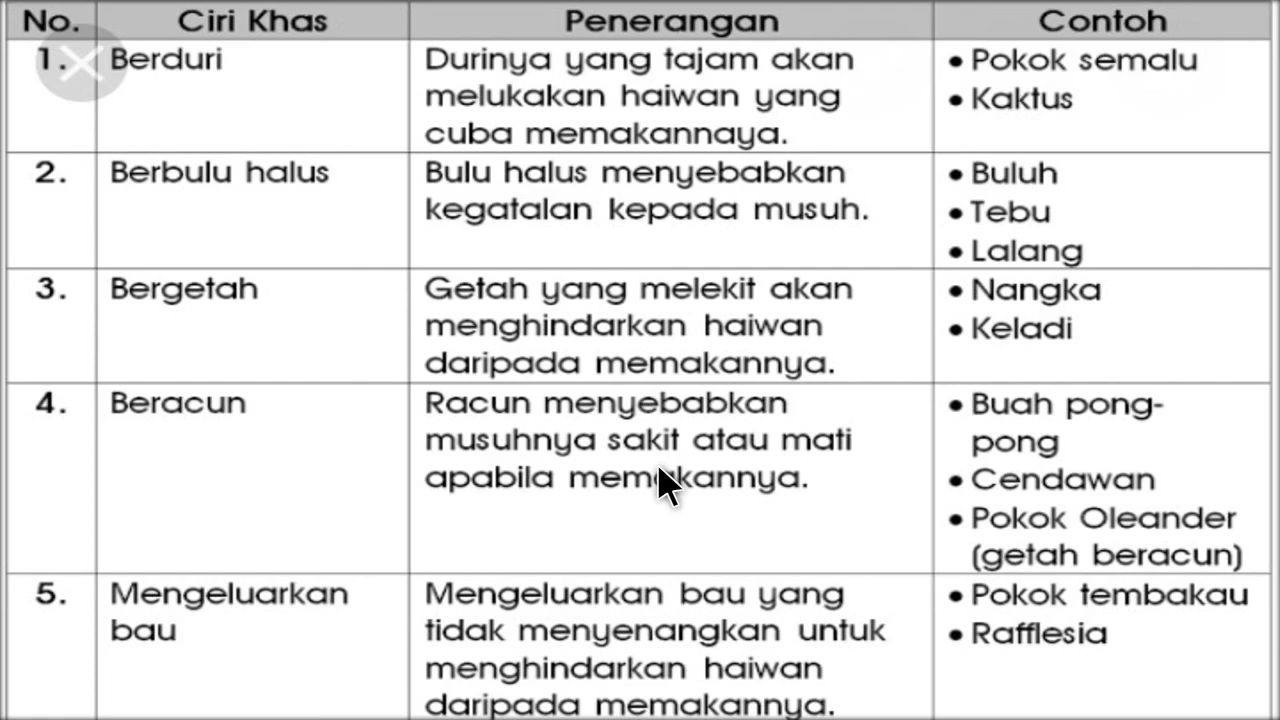 No. Ciri Khas Penerangan Contoh
1. Berduri Durinya yang tajam akan • Pokok semalu
melukakan haiwan yang • Kaktus
cuba memakannaya.
2. Berbulu halus Bulu halus menyebabkan • Buluh
kegatalan kepada musuh. • Tebu
• Lalang
3. Bergetah Getah yang melekit akan • Nangka
menghindarkan haiwan • Keladi
daripada memakannya.
4. Beracun Racun menyebabkan • Buah pong-
musuhnya sakit atau mati pong
apabila memakannya. • Cendawan
• Pokok Oleander
(getah beracun)
5. Mengeluarkan Mengeluarkan bau yang • Pokok tembakau
bau tidak menyenangkan untuk • Rafflesia
menghindarkan haiwan
daripada memakannya.